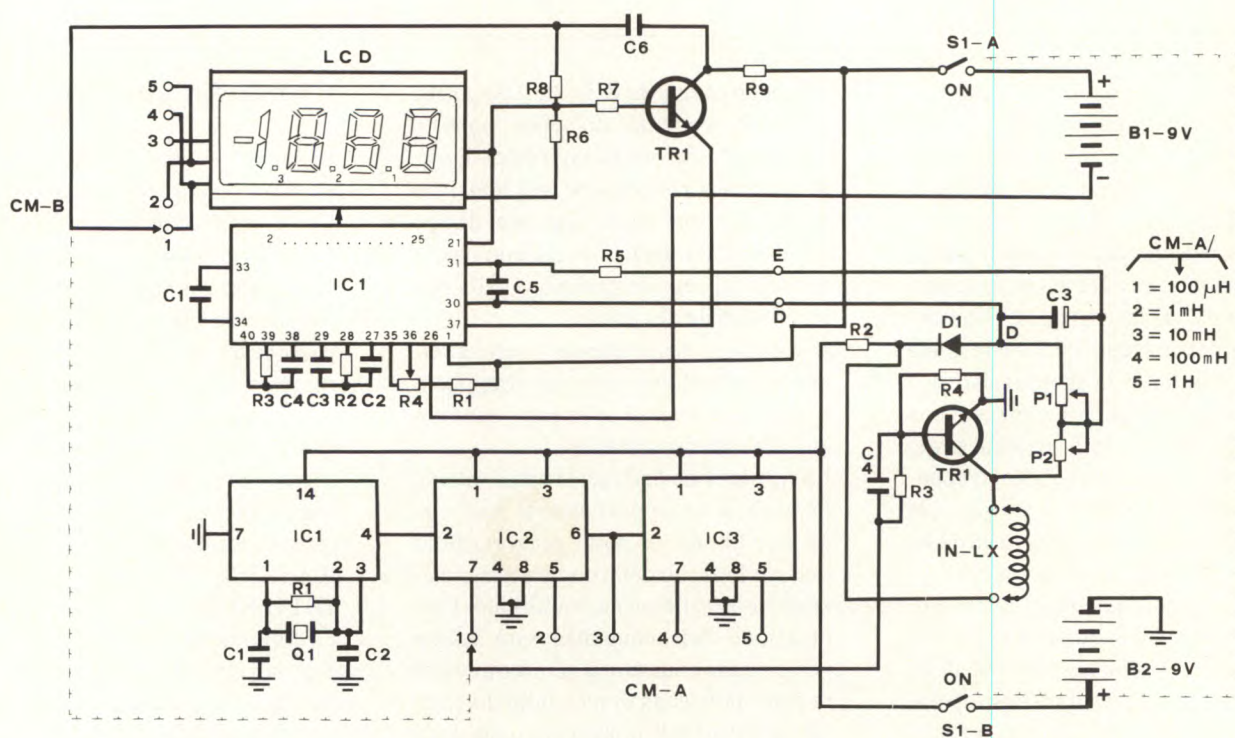 C6
S1-A
ON
LCD
R8
R7
R9
R6
TR1
+
B1-9V
-
5
4
3
2
1
CM-B
-1.8.8.8
3 2 1
2 . . . . . . . . . . . . 25
21
31
IC1
30
37
33
34
C1
40 39 38 29 28 27 35 36 26 1
R3 C4 C3 R2 C2 R4 R1
C5
R5
E
D
CM-A/
1 = 100 µH
2 = 1mH
3 = 10 mH
4 = 100mH
5 = 1H
C3
R2
D1
D
R4
P1
P2
TR1
C4
R3
IN-LX
14
7
IC1
4
1 2 3
R1
C1
Q1
C2
1 3
2
IC2
6
7 4 8 5
1 3
2
IC3
7 4 8 5
1
2
3
4
5
CM-A
-
B2-9V
+
ON
S1-B